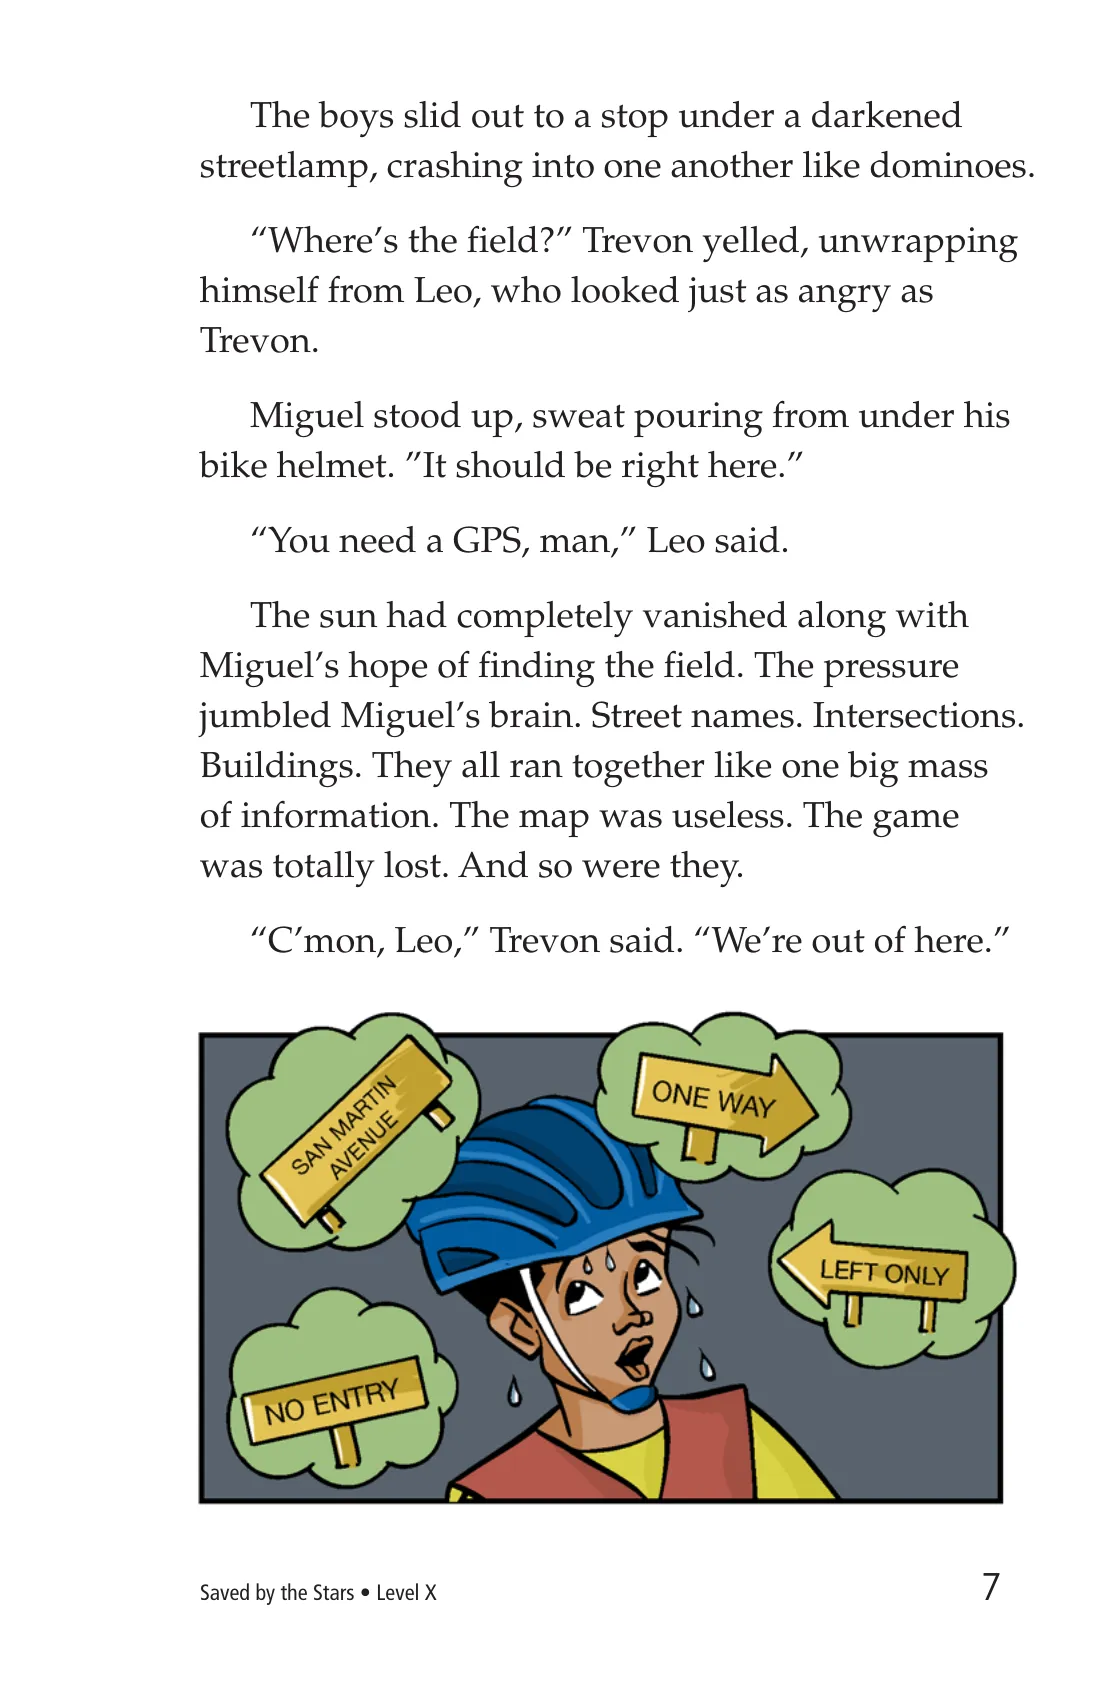 The boys slid out to a stop under a darkened
streetlamp, crashing into one another like dominoes.
“Where’s the field?” Trevon yelled, unwrapping
himself from Leo, who looked just as angry as
Trevon.
Miguel stood up, sweat pouring from under his
bike helmet. ”It should be right here.”
“You need a GPS, man,” Leo said.
The sun had completely vanished along with
Miguel’s hope of finding the field. The pressure
jumbled Miguel’s brain. Street names. Intersections.
Buildings. They all ran together like one big mass
of information. The map was useless. The game
was totally lost. And so were they.
“C’mon, Leo,” Trevon said. “We’re out of here.”
SAN MARTIN
AVENUE
ONE WAY
LEFT ONLY
NO ENTRY
Saved by the Stars • Level X
7